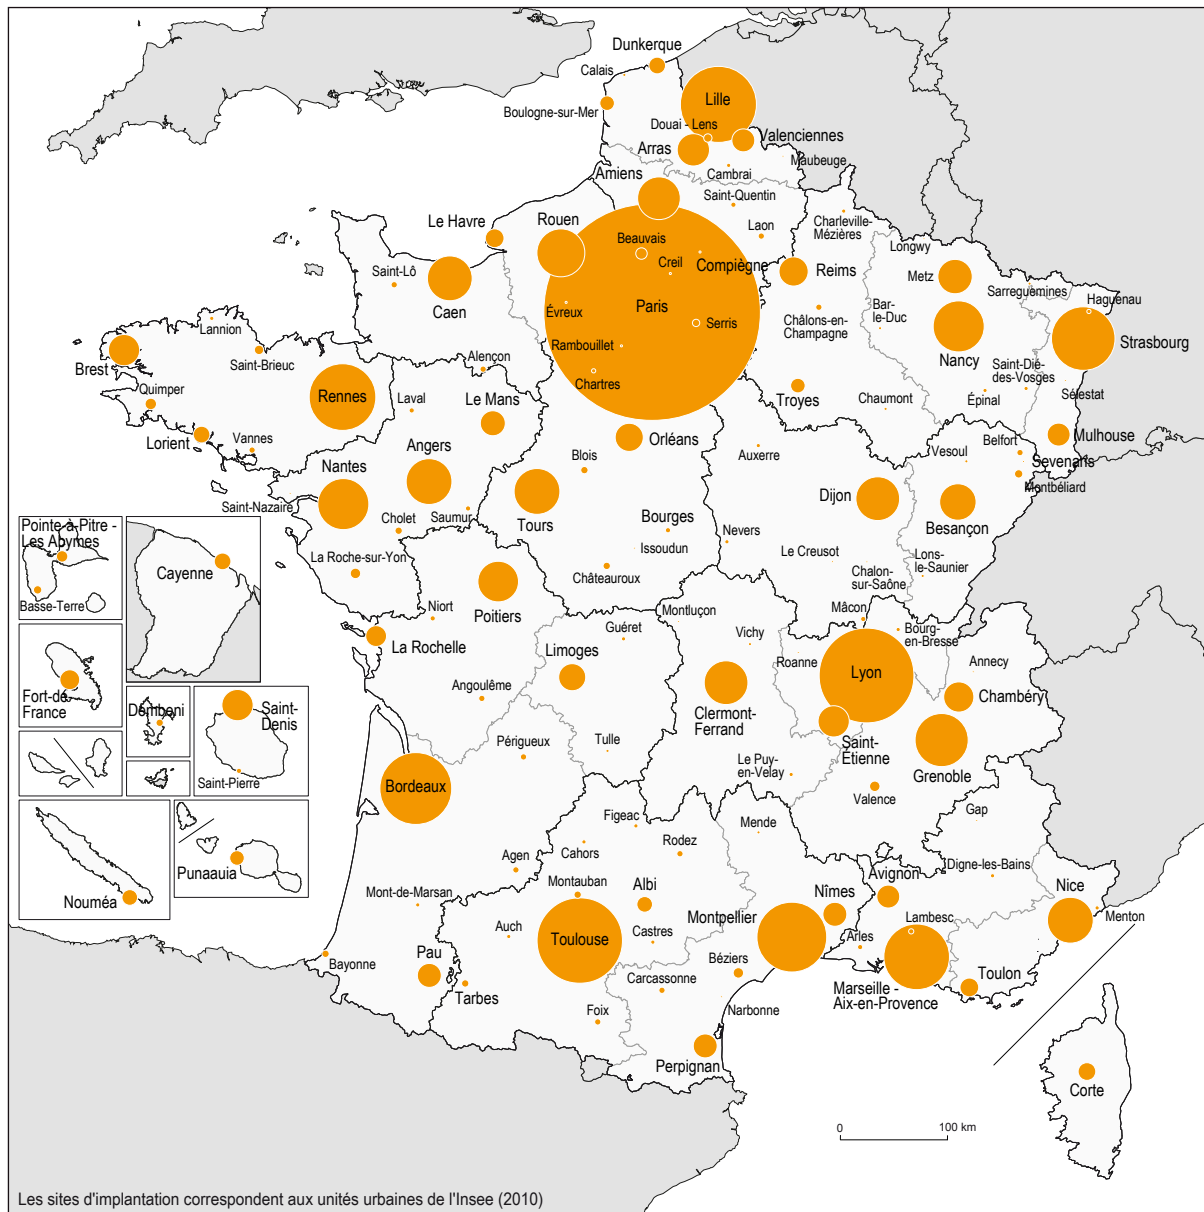 Dunkerque
Calais
Boulogne-sur-Mer
Lille
Douai - Lens
Valenciennes
Arras
Maubeuge
Cambrai
Amiens
Saint-Quentin
Le Havre
Rouen
Beauvais
Laon
Charleville-
Mézières
Longwy
Creil
Compiègne
Reims
Metz
Sarreguemines
Haguenau
Saint-Lô
Caen
Évreux
Paris
Serris
Châlons-en-
Champagne
Bar-
le-Duc
Nancy
Strasbourg
Lannion
Brest
Saint-Brieuc
Alençon
Rambouillet
Chartres
Saint-Dié-
des-Vosges
Quimper
Rennes
Laval
Le Mans
Troyes
Chaumont
Épinal
Sélestat
Lorient
Vannes
Angers
Orléans
Auxerre
Belfort
Mulhouse
Vesoul
Sevenans
Montbéliard
Nantes
Blois
Saint-Nazaire
Tours
Dijon
Besançon
Cholet
Saumur
Bourges
Nevers
Issoudun
Le Creusot
Lons-
le-Saunier
Pointe-à-Pitre -
Les Abymes
Cayenne
Basse-Terre
La Roche-sur-Yon
Châteauroux
Chalon-
sur-Saône
Poitiers
Niort
Montluçon
Mâcon
Bourg-
en-Bresse
La Rochelle
Guéret
Vichy
Roanne
Annecy
Limoges
Lyon
Fort-de-
France
Dembeni
Saint-
Denis
Angoulême
Clermont-
Ferrand
Chambéry
Saint-
Étienne
Grenoble
Périgueux
Tulle
Le Puy-
en-Velay
Saint-Pierre
Bordeaux
Valence
Figeac
Mende
Gap
Cahors
Rodez
Punaauia
Agen
Digne-les-Bains
Avignon
Nouméa
Mont-de-Marsan
Montauban
Albi
Nîmes
Nice
Montpellier
Lambesc
Menton
Auch
Toulouse
Castres
Arles
Bayonne
Pau
Béziers
Carcassonne
Tarbes
Marseille -
Aix-en-Provence
Toulon
Narbonne
Foix
Perpignan
Corte
0 100 km
Les sites d'implantation correspondent aux unités urbaines de l'Insee (2010)